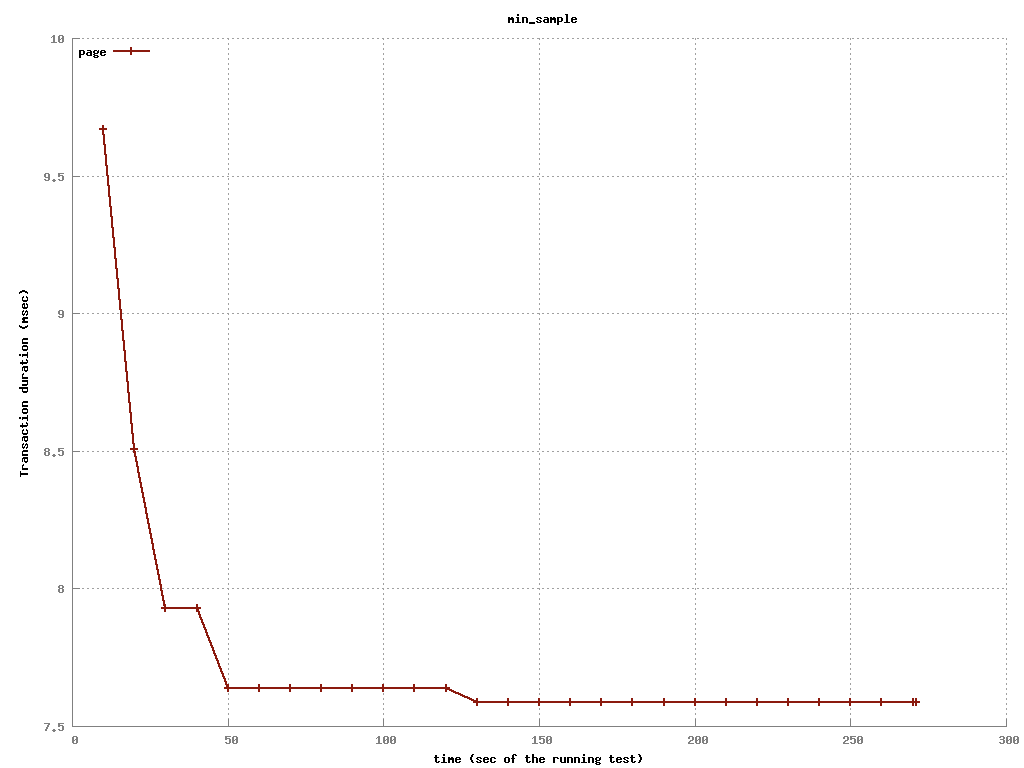 min_sample
10
page
9.5
9
8.5
8
7.5
Transaction duration (msec)
0 50 100 150 200 250 300
time (sec of the running test)